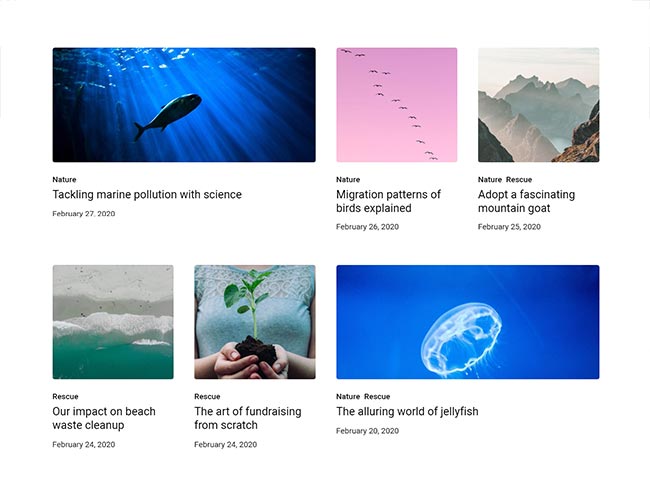 Nature
Tackling marine pollution with science
February 27, 2020
Nature
Migration patterns of
birds explained
February 26, 2020
Nature Rescue
Adopt a fascinating
mountain goat
February 25, 2020
Rescue
Our impact on beach
waste cleanup
February 24, 2020
Rescue
The art of fundraising
from scratch
February 24, 2020
Nature Rescue
The alluring world of jellyfish
February 20, 2020